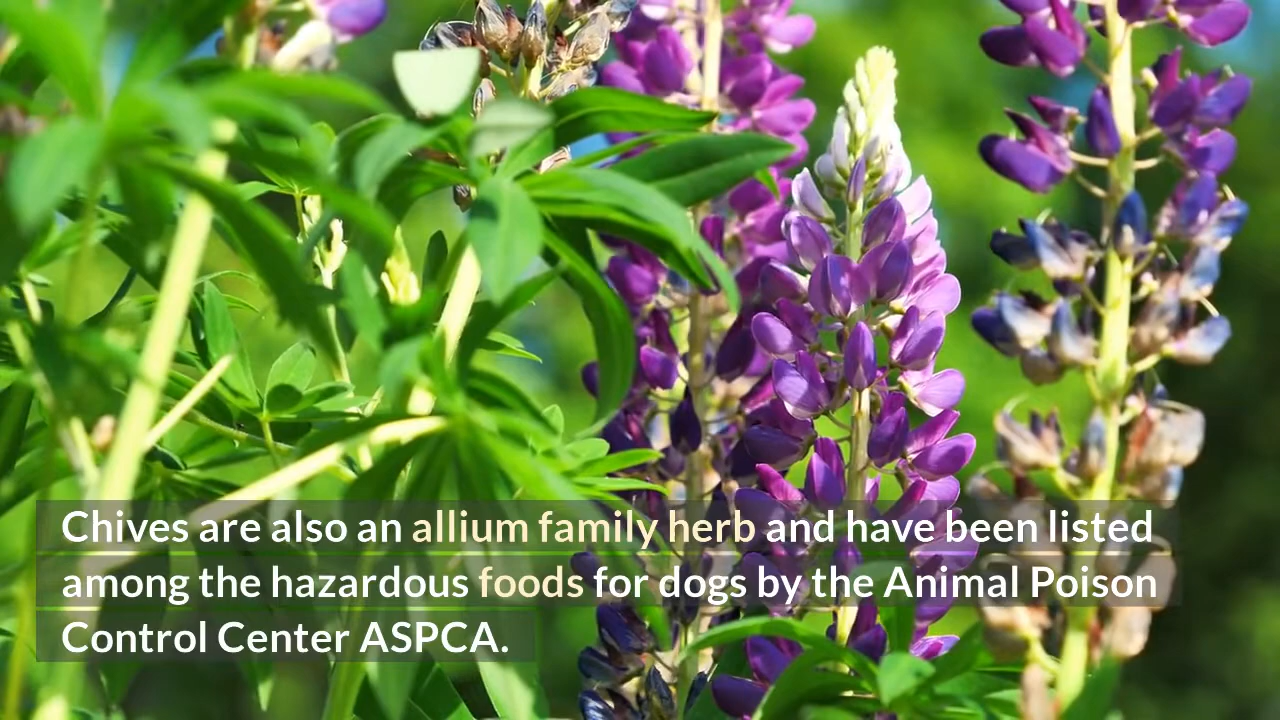 Chives are also an allium family herb and have been listed
among the hazardous foods for dogs by the Animal Poison
Control Center ASPCA.